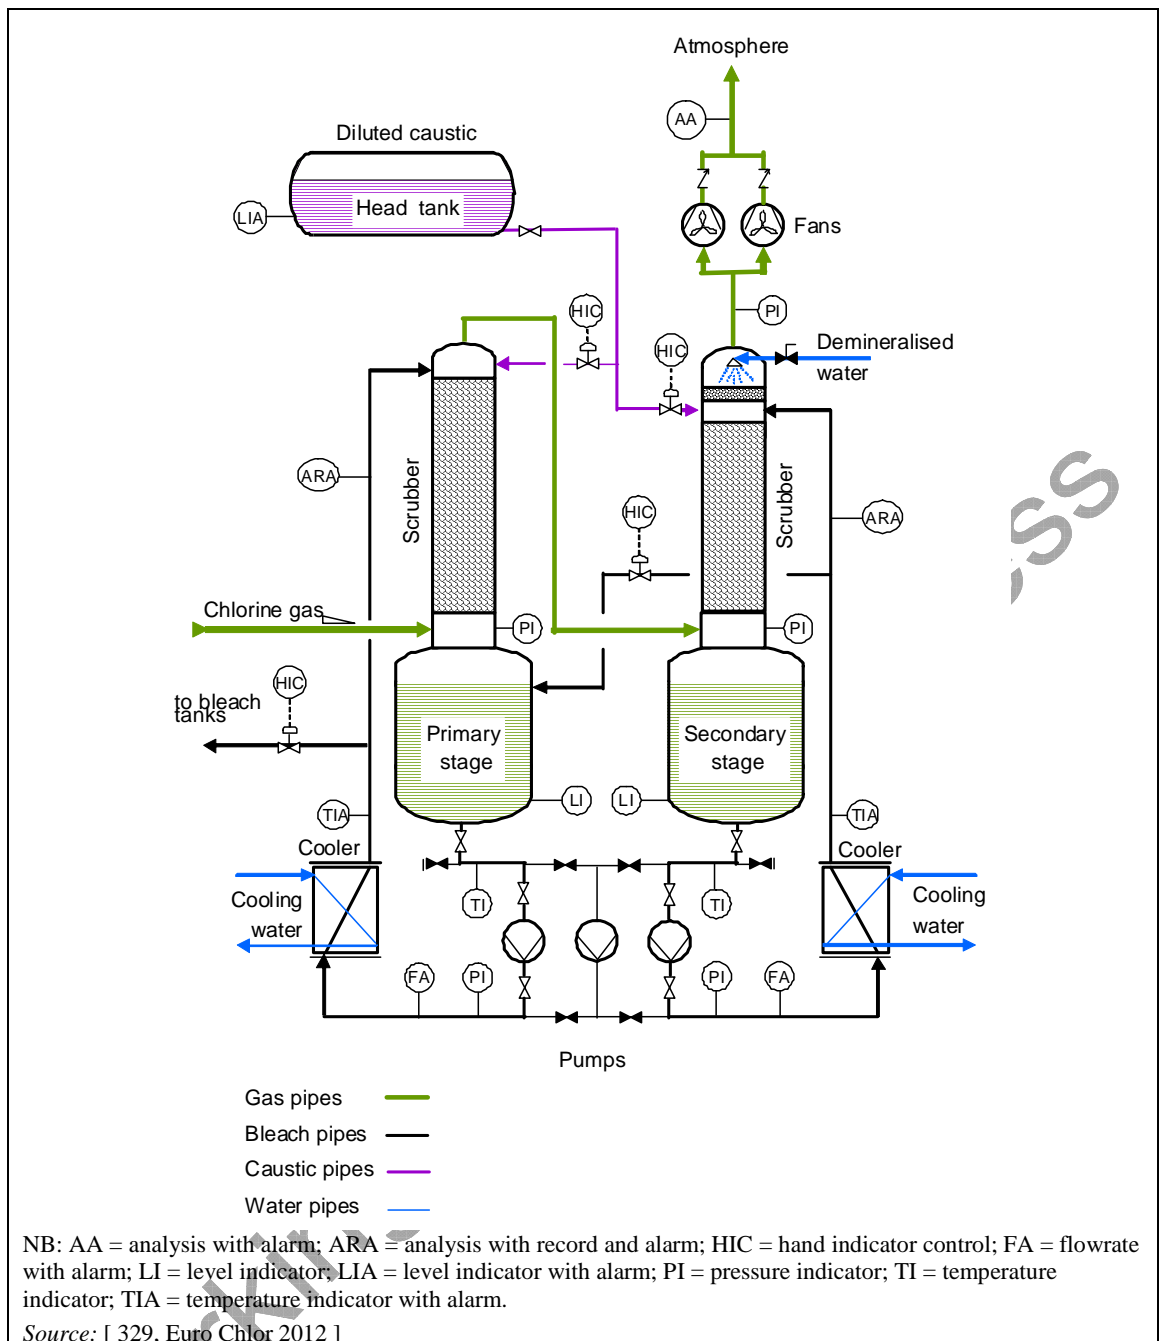 Atmosphere
AA
Diluted caustic
Head tank
LIA
Fans
HIC
PI
HIC
Demineralised
water
ARA
Scrubber
Scrubber
HIC
ARA
Chlorine gas
PI
PI
HIC
to bleach
tanks
Primary
stage
Secondary
stage
LI
LI
TIA
TIA
Cooler
Cooler
Cooling
water
TI
TI
Cooling
water
FA
PI
PI
FA
Pumps
Gas pipes
Bleach pipes
Caustic pipes
Water pipes
NB: AA = analysis with alarm; ARA = analysis with record and alarm; HIC = hand indicator control; FA = flowrate
with alarm; LI = level indicator; LIA = level indicator with alarm; PI = pressure indicator; TI = temperature
indicator; TIA = temperature indicator with alarm.
Source: [ 329, Euro Chlor 2012 ]